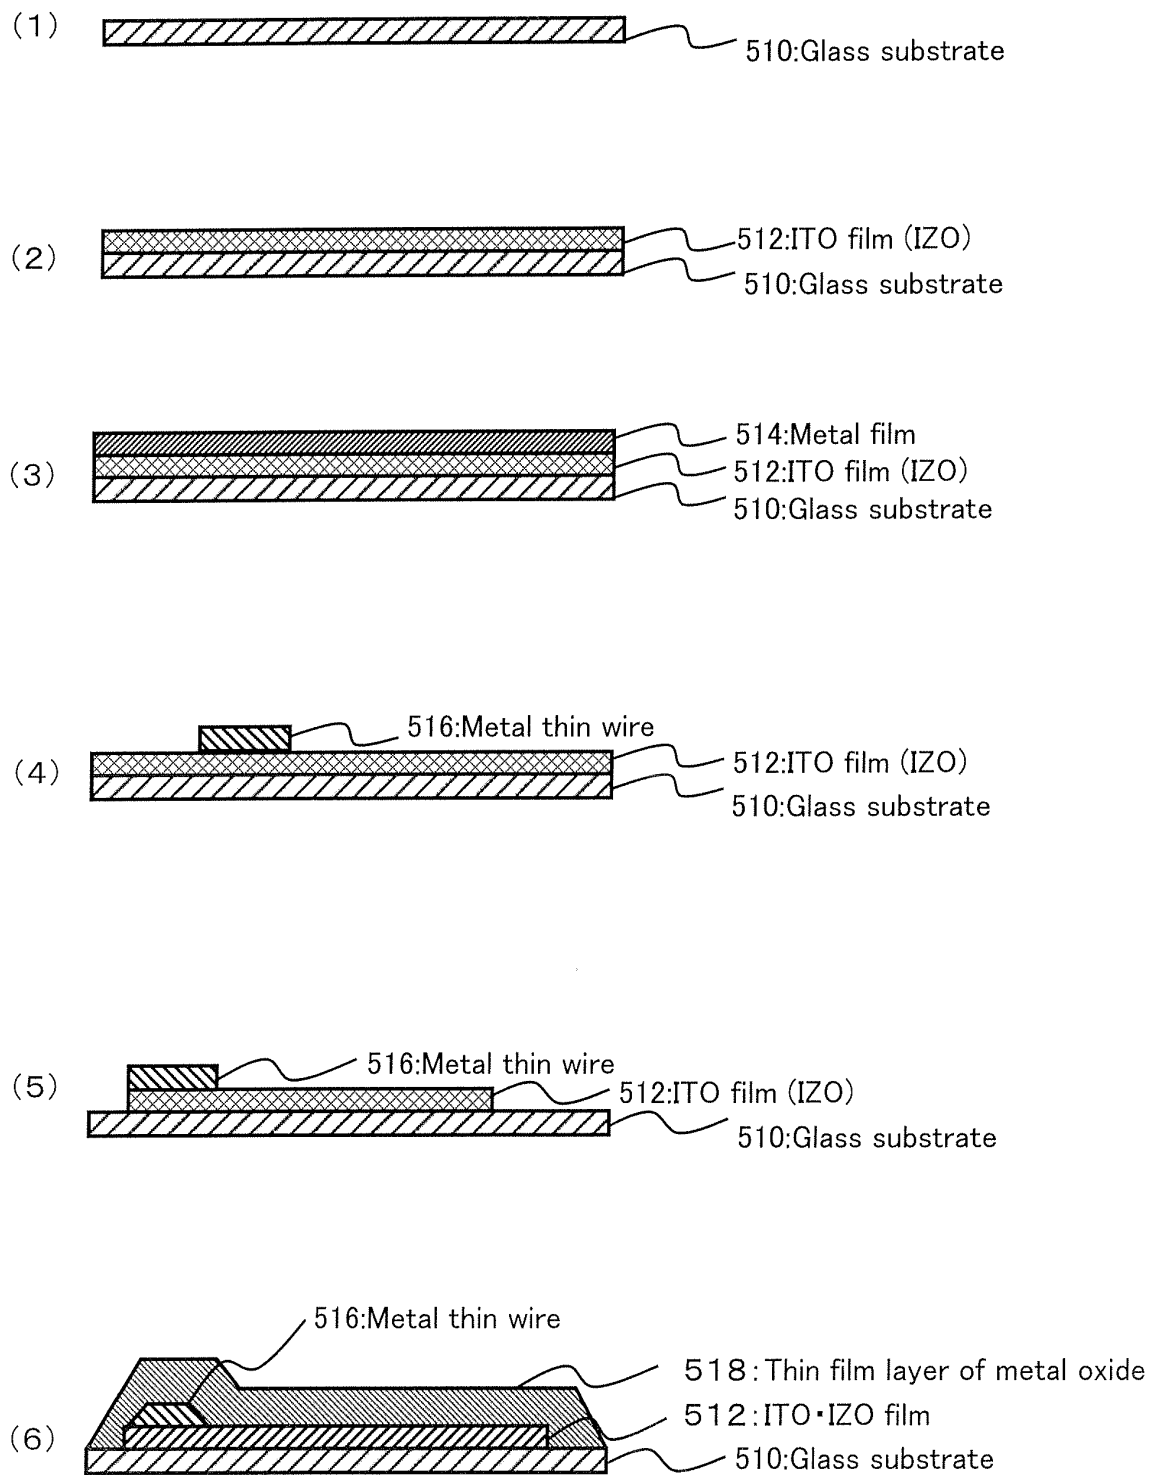 (1)
510:Glass substrate
(2)
512:ITO film (IZO)
510:Glass substrate
(3)
514:Metal film
512:ITO film (IZO)
510:Glass substrate
(4)
516:Metal thin wire
512:ITO film (IZO)
510:Glass substrate
(5)
516:Metal thin wire
512:ITO film (IZO)
510:Glass substrate
(6)
516:Metal thin wire
518:Thin film layer of metal oxide
512:ITO・IZO film
510:Glass substrate